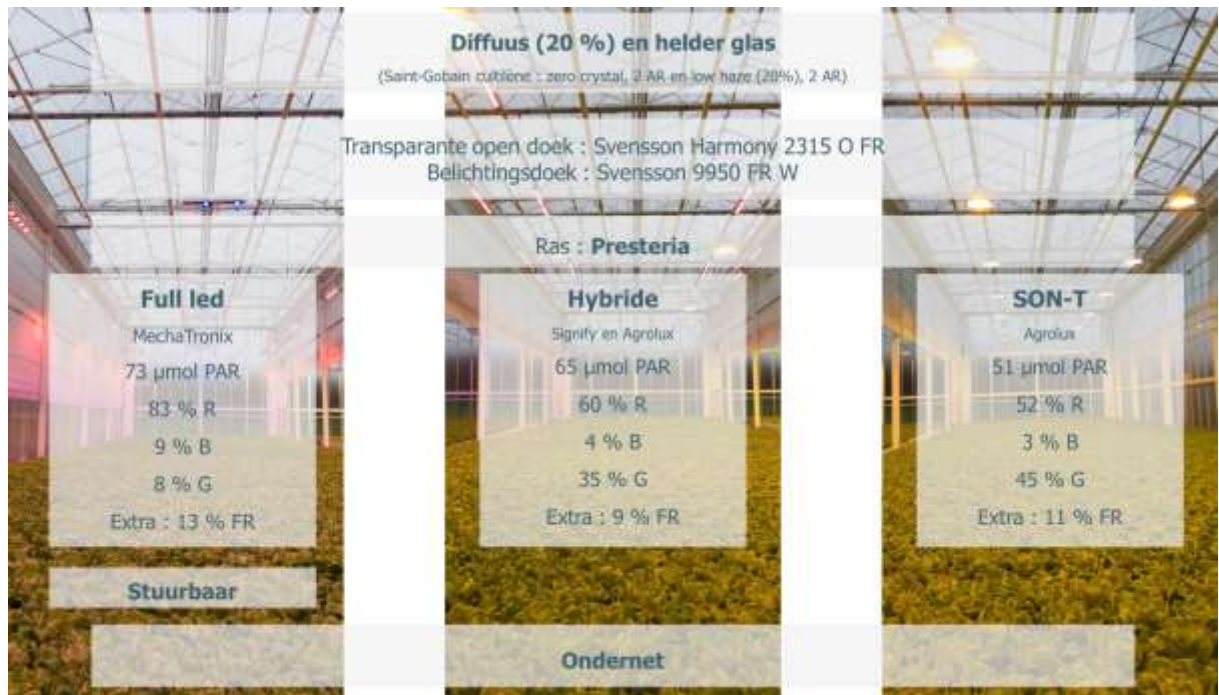 Diffuus (20 %) en helder glas
(Saint-Gobain cultilène : zero crystal, 2 AR en low haze (20%), 2 AR)
Transparante open doek : Svensson Harmony 2315 O FR
Belichtingsdoek : Svensson 9950 FR W
Ras : Presteria
Full led
MechaTronix
73 µmol PAR
83 % R
9 % B
8 % G
Extra : 13 % FR
Stuurbaar
Hybride
Signify en Agrolux
65 µmol PAR
60 % R
4 % B
35 % G
Extra : 9 % FR
SON-T
Agrolux
51 µmol PAR
52 % R
3 % B
45 % G
Extra : 11 % FR
Ondernet